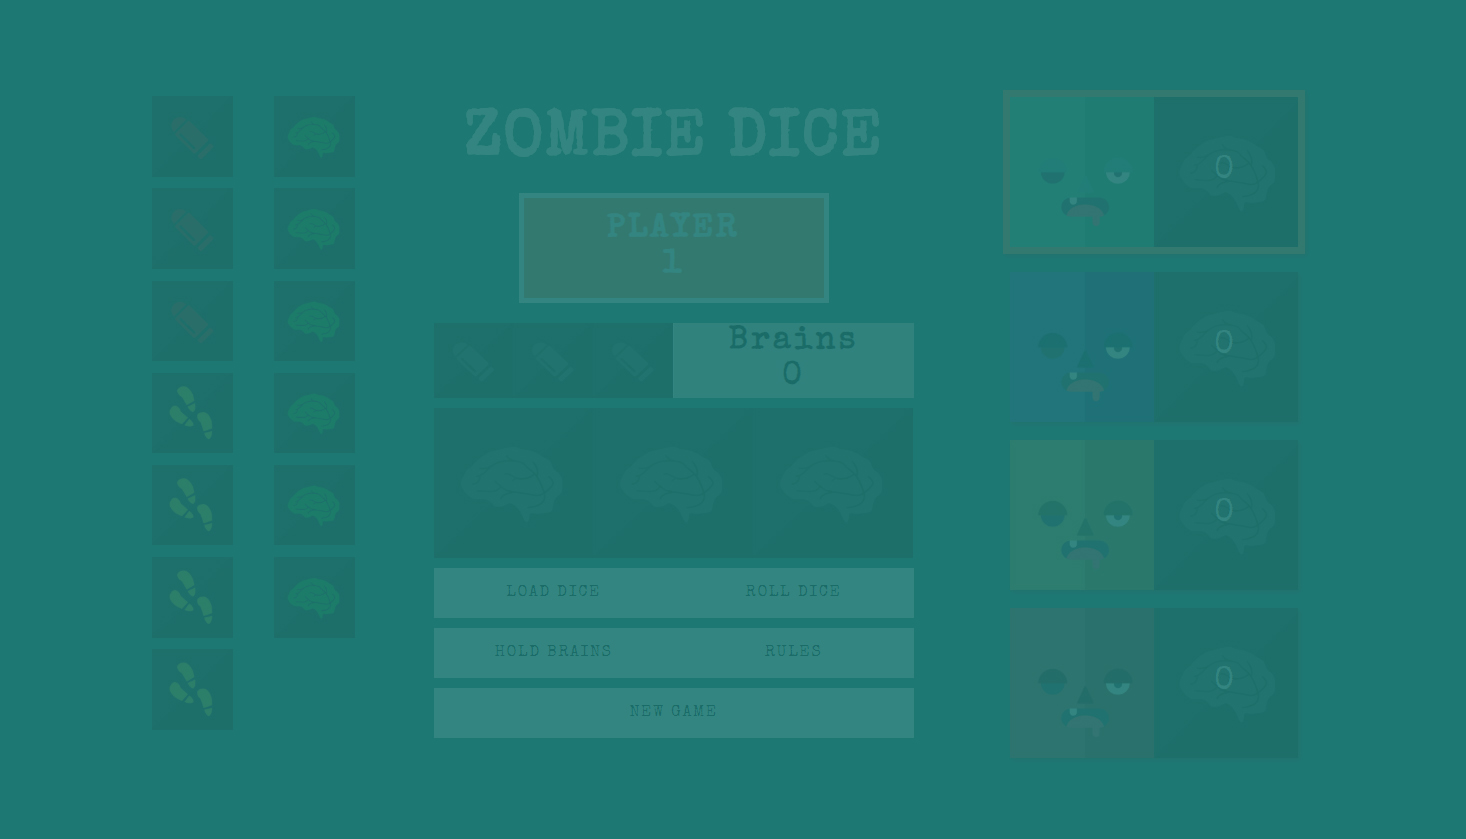 ZOMBIE DICE
PLAYER
1
Brains
0
LOAD DICE
ROLL DICE
HOLD BRAINS
RULES
NEW GAME
0
0
0
0